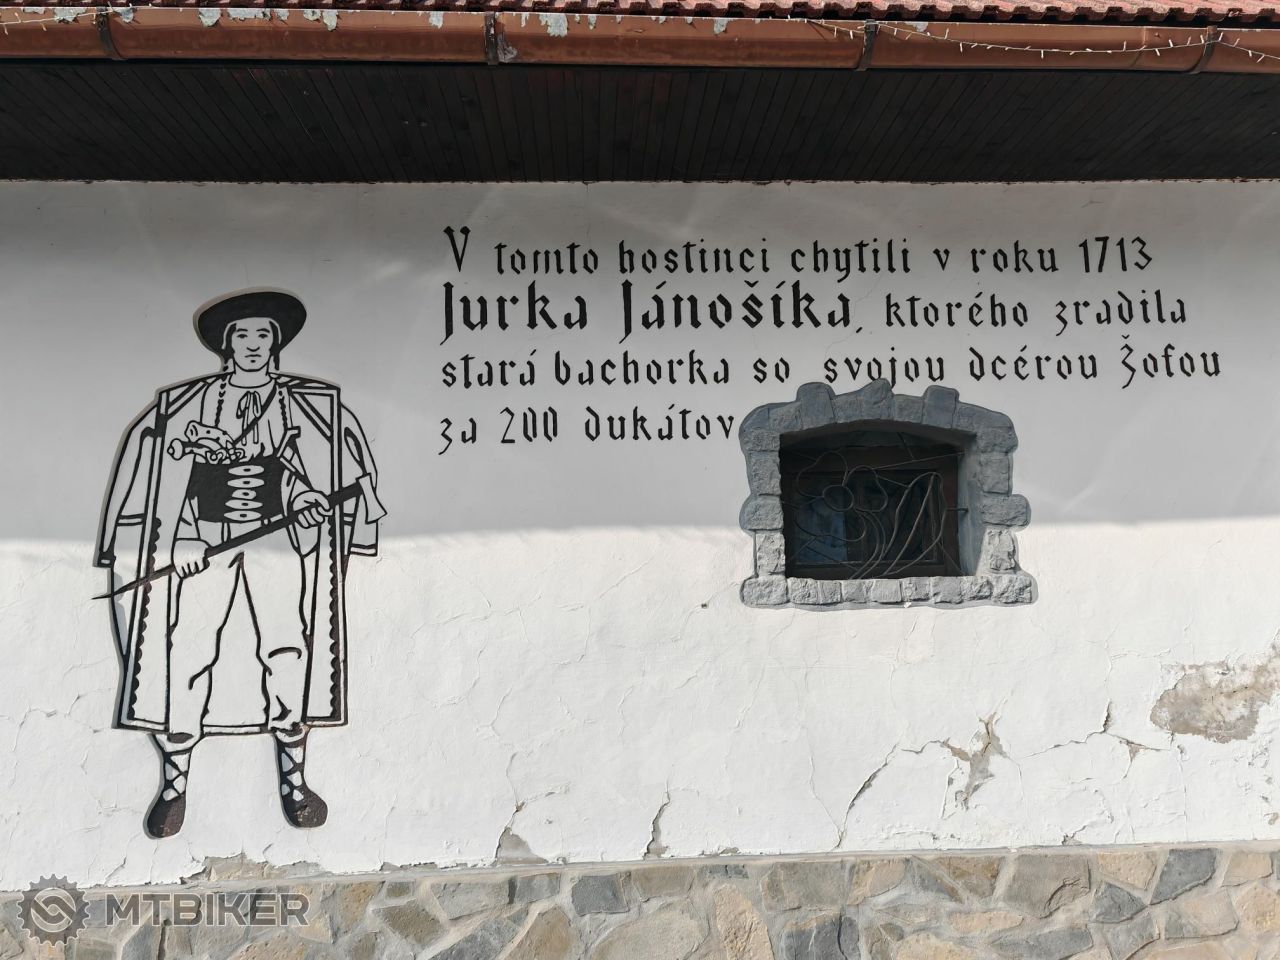 V tomto hostinci chytili v roku 1713
Jurka Jánošíka, ktorého zradila
stará bachorka so svojou dcérou Žofou
za 200 dukátov
MTBIKER